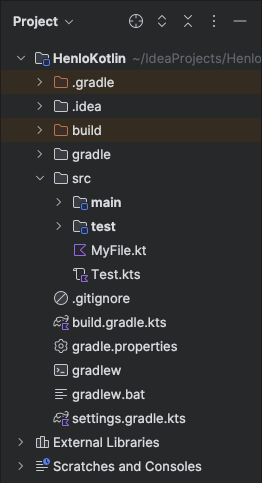 Project
HenloKotlin ~/IdeaProjects/Henlo
.gradle
.idea
build
gradle
src
main
test
MyFile.kt
Test.kts
.gitignore
build.gradle.kts
gradle.properties
gradlew
gradlew.bat
settings.gradle.kts
External Libraries
Scratches and Consoles